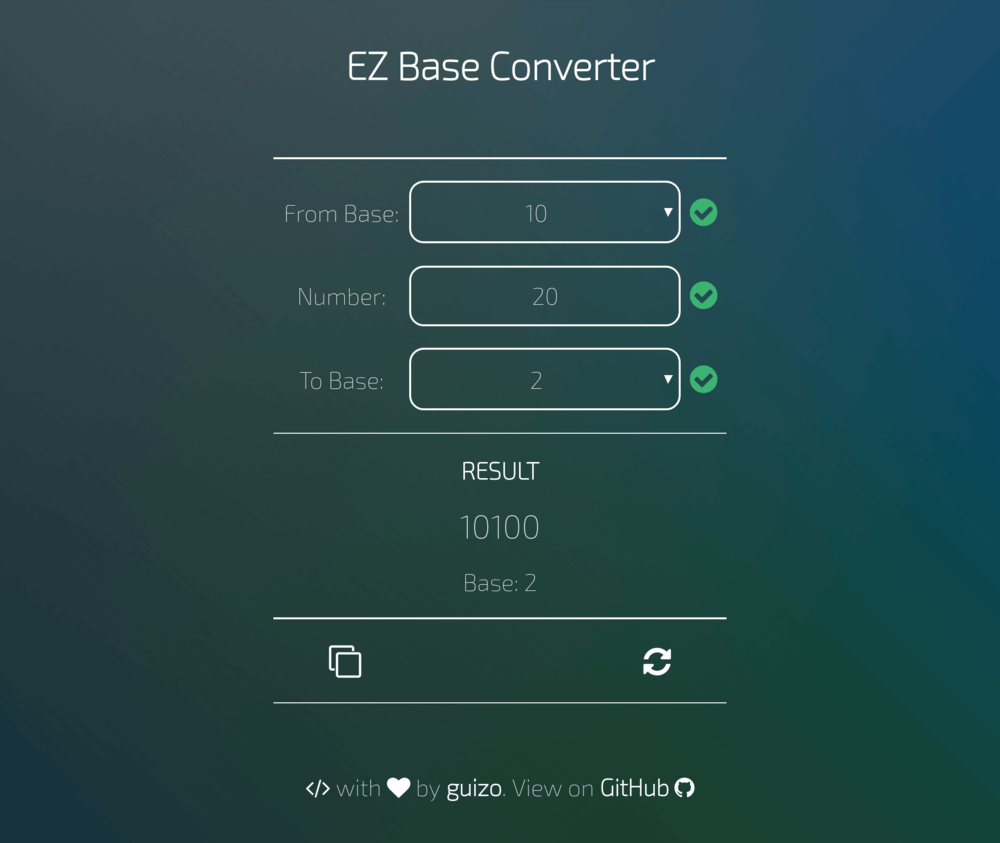 EZ Base Converter
From Base: 10
Number: 20
To Base: 2
RESULT
10100
Base: 2
</> with ♥ by guizo. View on GitHub